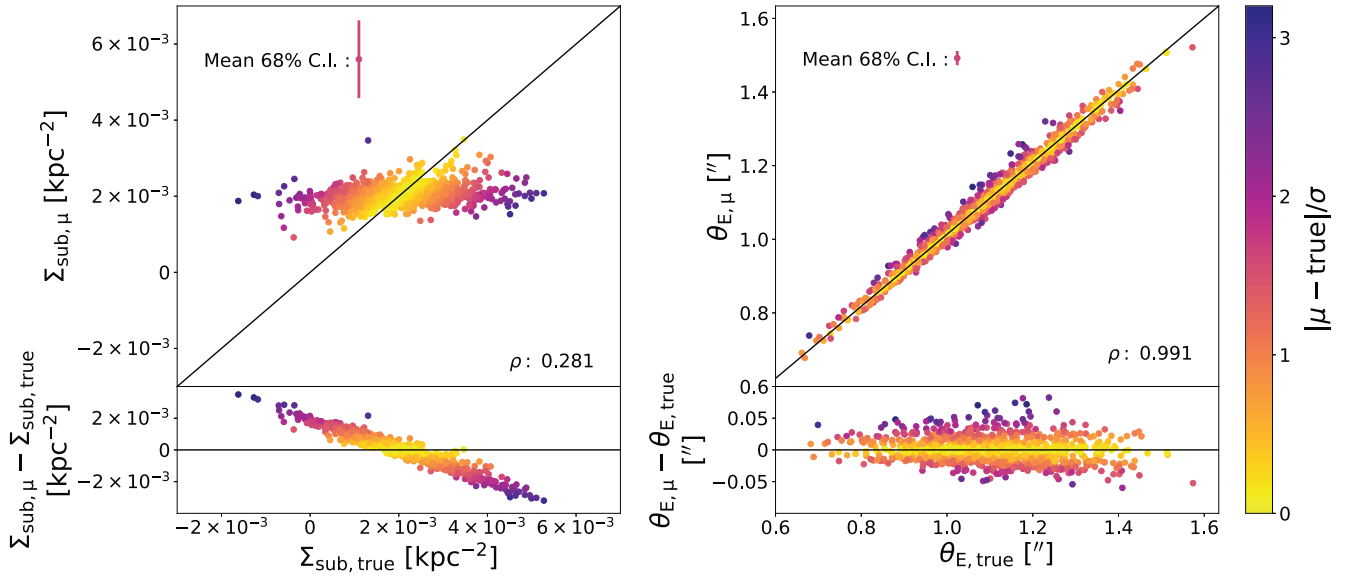 6 × 10⁻³
4 × 10⁻³
2 × 10⁻³
0
−2 × 10⁻³
Σsub, μ [kpc⁻²]
Mean 68% C.I. :
ρ : 0.281
2 × 10⁻³
0
−2 × 10⁻³
Σsub, μ − Σsub, true
[kpc⁻²]
−2 × 10⁻³ 0 2 × 10⁻³ 4 × 10⁻³ 6 × 10⁻³
Σsub, true [kpc⁻²]
1.6
1.4
1.2
1.0
0.8
0.6
θE, μ [″]
Mean 68% C.I. :
ρ : 0.991
0.05
0
−0.05
θE, μ − θE, true
[″]
0.6 0.8 1.0 1.2 1.4 1.6
θE, true [″]
3
2
1
0
|μ − true|/σ